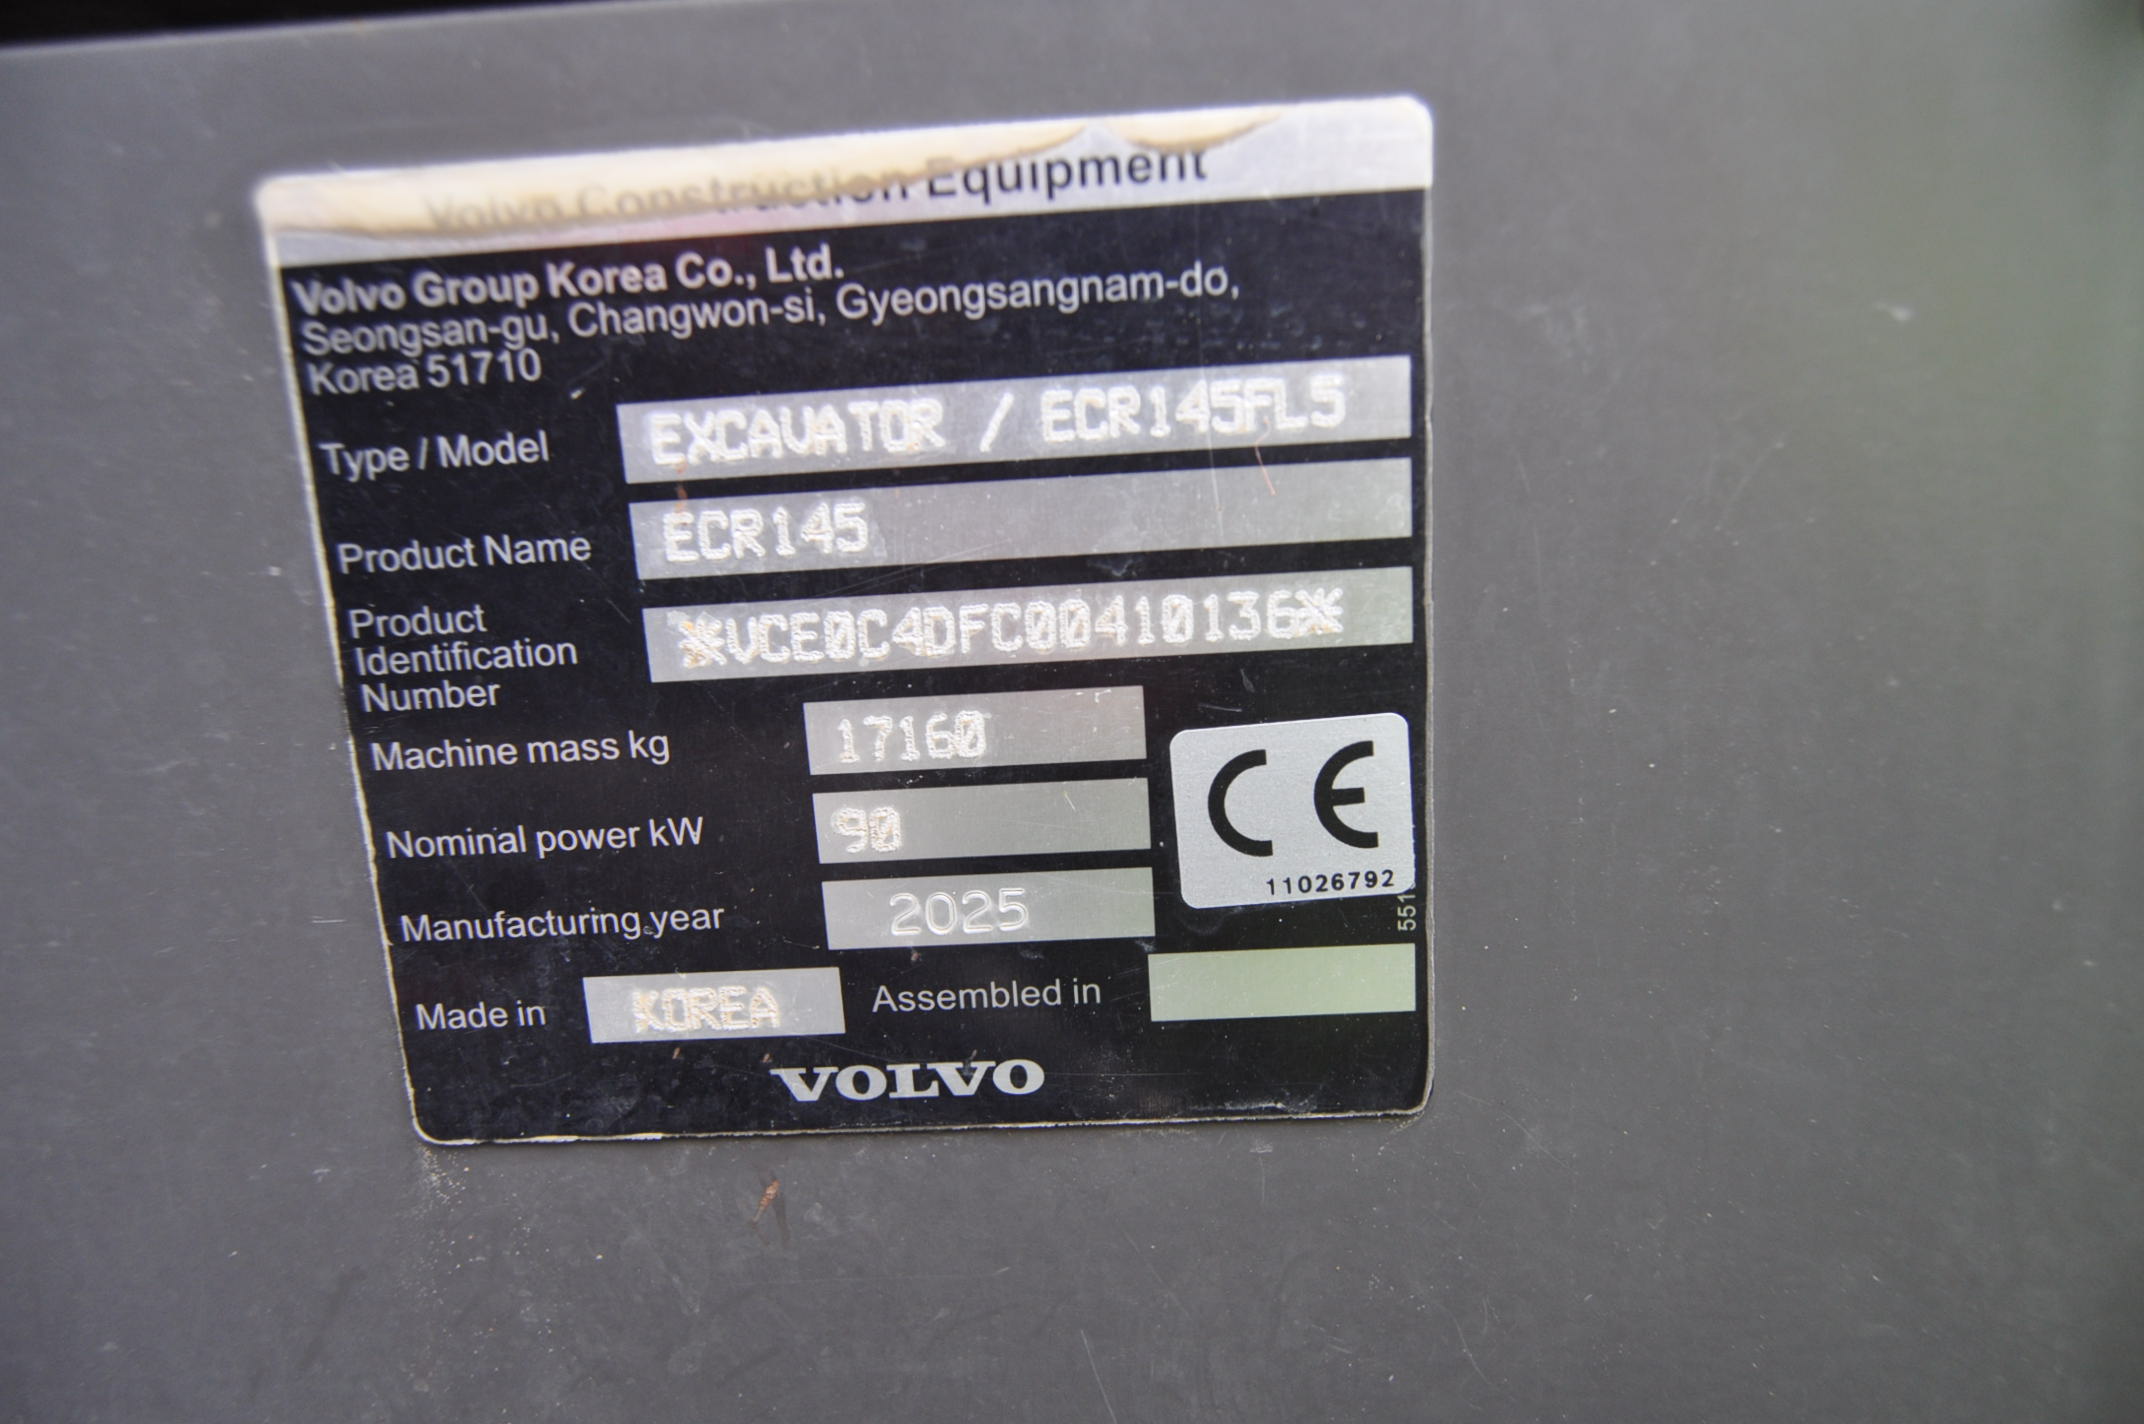 Volvo Construction Equipment
Volvo Group Korea Co., Ltd.
Seongsan-gu, Changwon-si, Gyeongsangnam-do,
Korea 51710
Type / Model EXCAVATOR / ECR145FL5
Product Name ECR145
Product
Identification
Number
*VCE0C4DFC00410136*
Machine mass kg 17160
Nominal power kW 90
CE
11026792
Manufacturing year 2025
Made in KOREA Assembled in
VOLVO